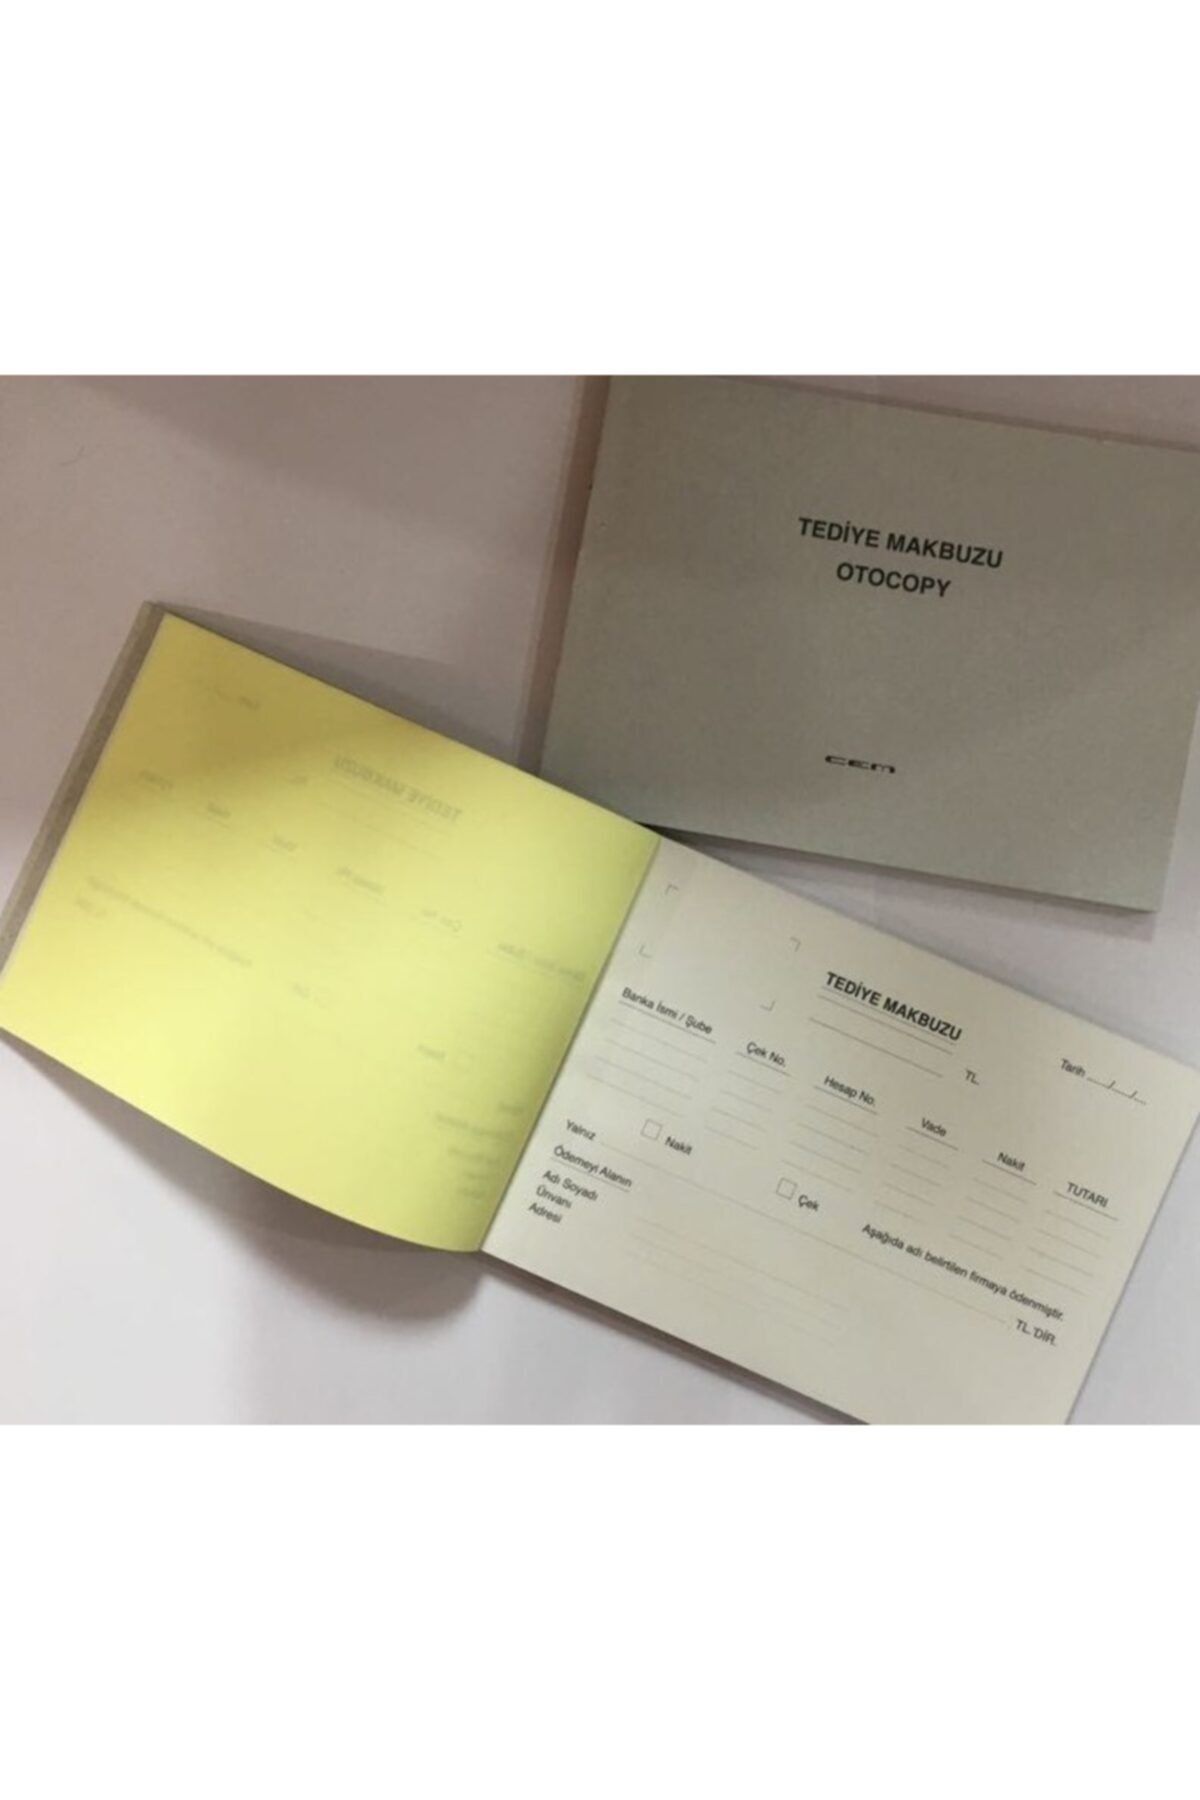 TEDİYE MAKBUZU
OTOCOPY
CEM
TEDİYE MAKBUZU
TL.
Tarih ..../..../....
Banka İsmi / Şube
Çek No.
Hesap No.
Vade
Nakit
TUTARI
Yalnız
Nakit
Çek
Aşağıda adı belirtilen firmaya ödenmiştir.
TL.'DİR.
Ödemeyi Alanın
Adı Soyadı
Ünvanı
Adresi